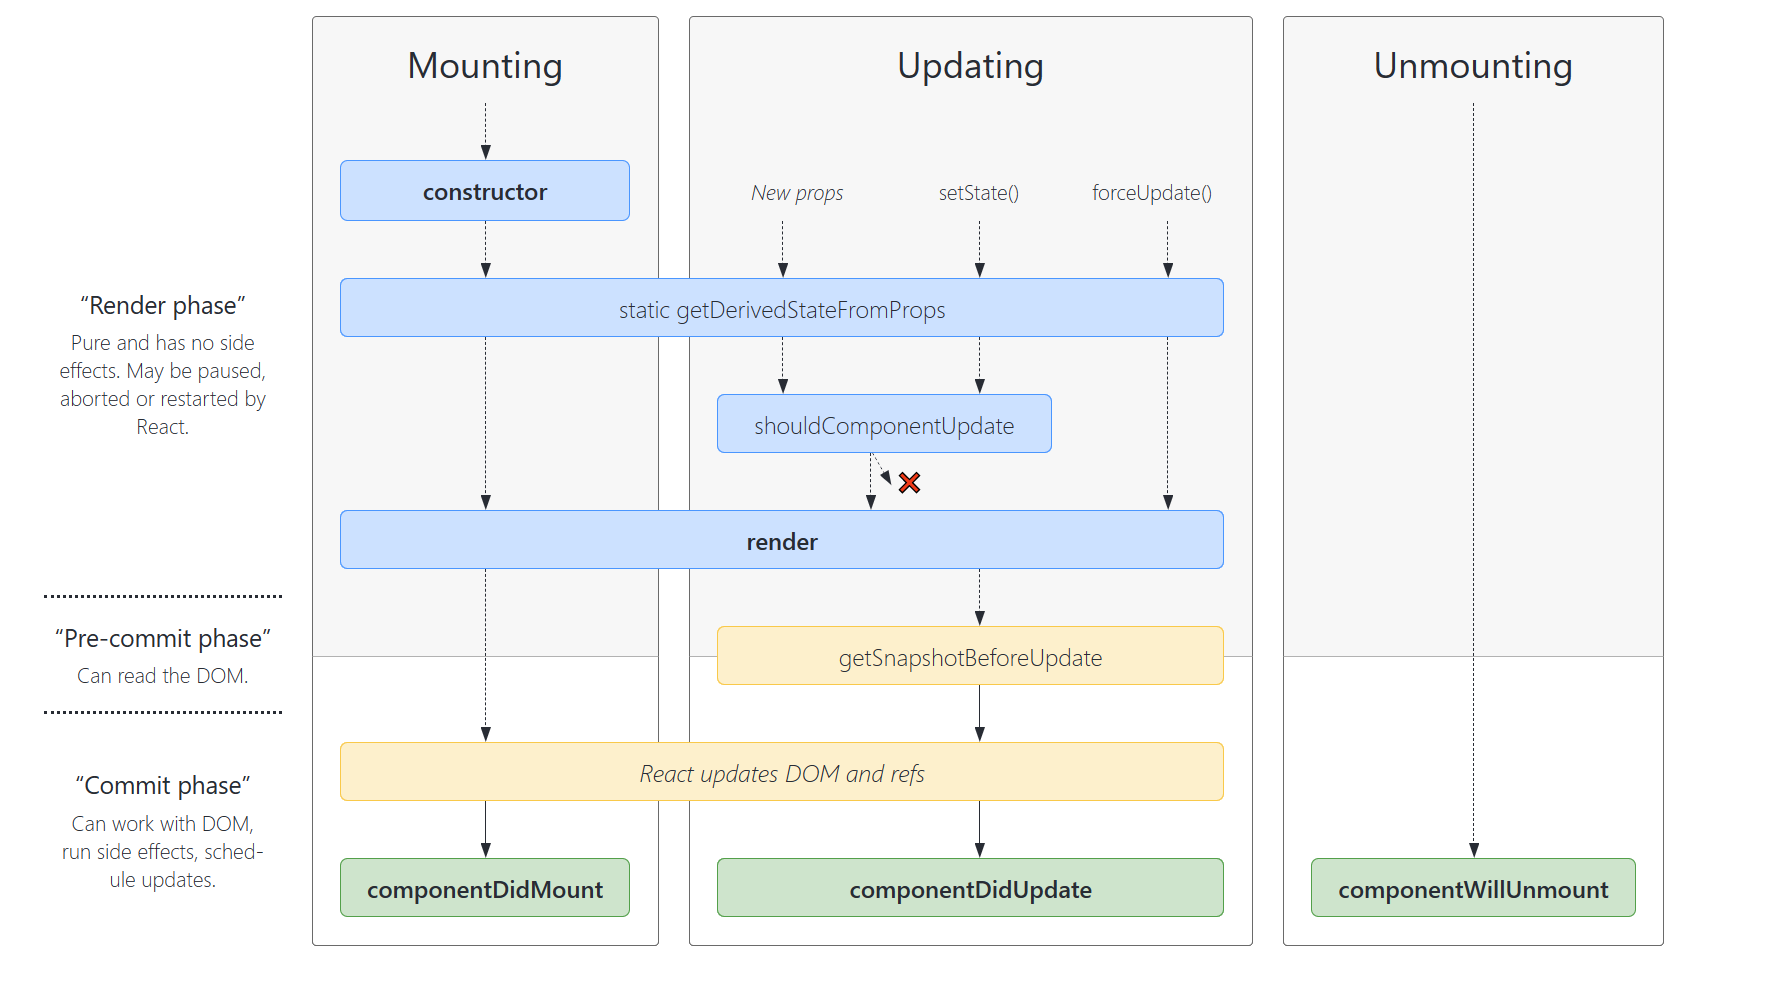 Mounting
Updating
Unmounting
constructor
New props
setState()
forceUpdate()
static getDerivedStateFromProps
“Render phase”
Pure and has no side
effects. May be paused,
aborted or restarted by
React.
shouldComponentUpdate
render
“Pre-commit phase”
Can read the DOM.
getSnapshotBeforeUpdate
React updates DOM and refs
“Commit phase”
Can work with DOM,
run side effects, sched-
ule updates.
componentDidMount
componentDidUpdate
componentWillUnmount